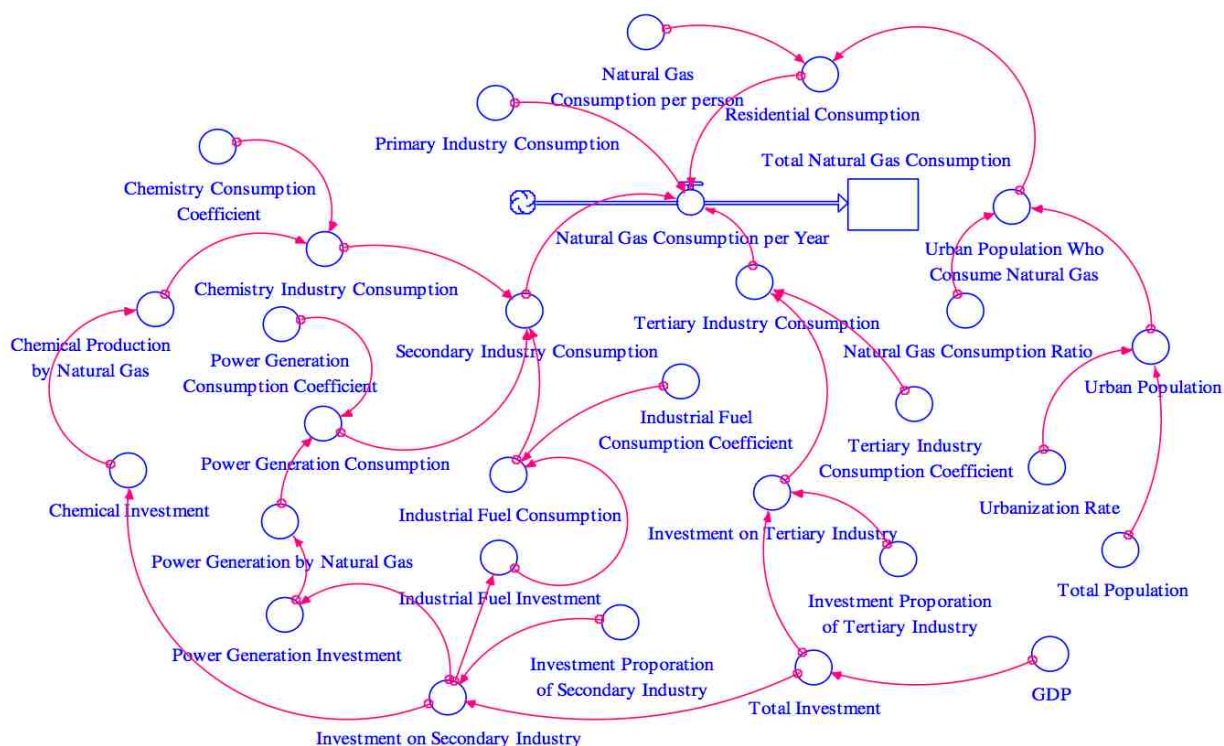 Natural Gas
Consumption per person
Residential Consumption
Primary Industry Consumption
Total Natural Gas Consumption
Chemistry Consumption
Coefficient
Natural Gas Consumption per Year
Urban Population Who
Consume Natural Gas
Chemistry Industry Consumption
Tertiary Industry Consumption
Chemical Production
by Natural Gas
Power Generation
Consumption Coefficient
Secondary Industry Consumption
Natural Gas Consumption Ratio
Urban Population
Industrial Fuel
Consumption Coefficient
Tertiary Industry
Consumption Coefficient
Power Generation Consumption
Chemical Investment
Industrial Fuel Consumption
Investment on Tertiary Industry
Urbanization Rate
Power Generation by Natural Gas
Industrial Fuel Investment
Investment Proporation
of Tertiary Industry
Total Population
Power Generation Investment
Investment Proporation
of Secondary Industry
GDP
Total Investment
Investment on Secondary Industry